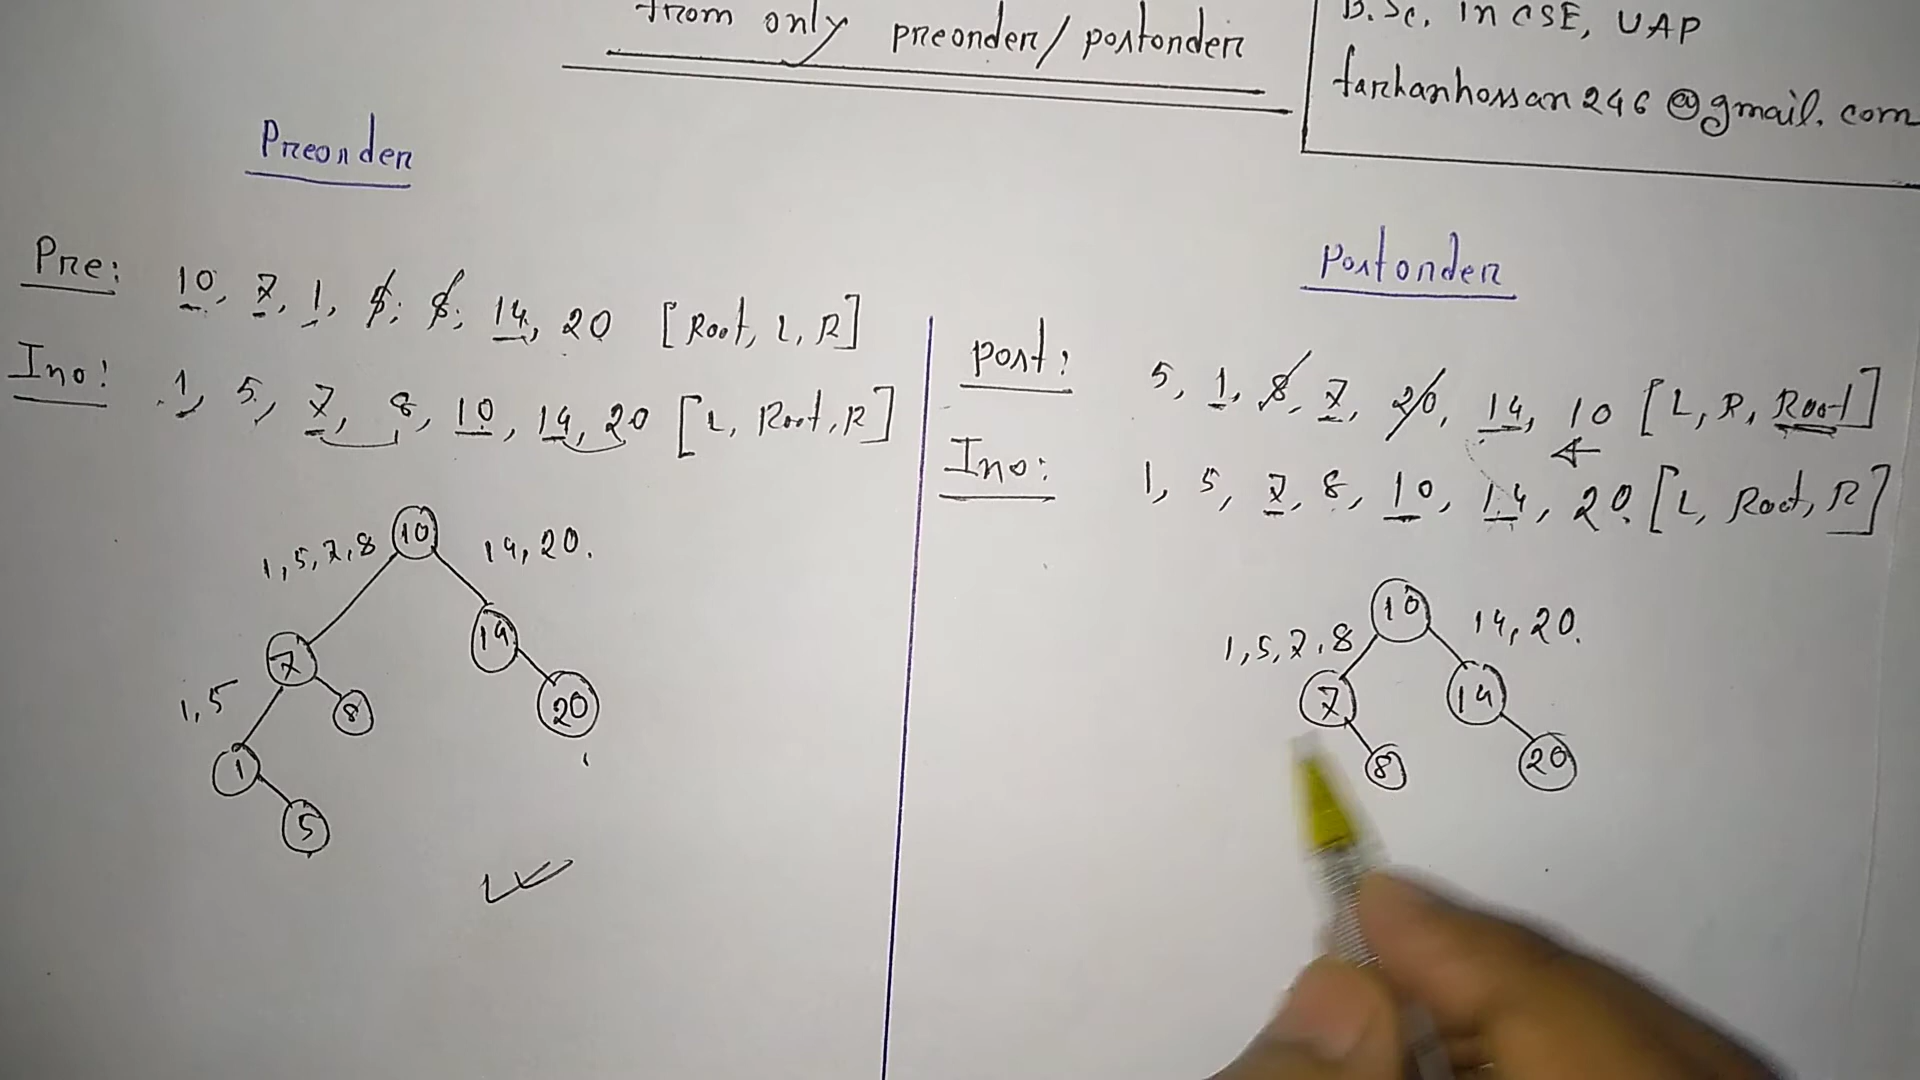 from only preorder/postorder
B.Sc. in CSE, UAP
farhanhossan246@gmail.com
Preorder
Pre: 10, 7, 1, 5, 8, 14, 20 [Root, L, R]
Ino: 1, 5, 7, 8, 10, 14, 20 [L, Root, R]
1, 5, 7, 8
10
14, 20.
7
14
1, 5
8
20
1
5
Postorder
Post: 5, 1, 8, 7, 20, 14, 10 [L, R, Root]
Ino: 1, 5, 7, 8, 10, 14, 20. [L, Root, R]
10
1, 5, 7, 8
14, 20.
7
14
8
20